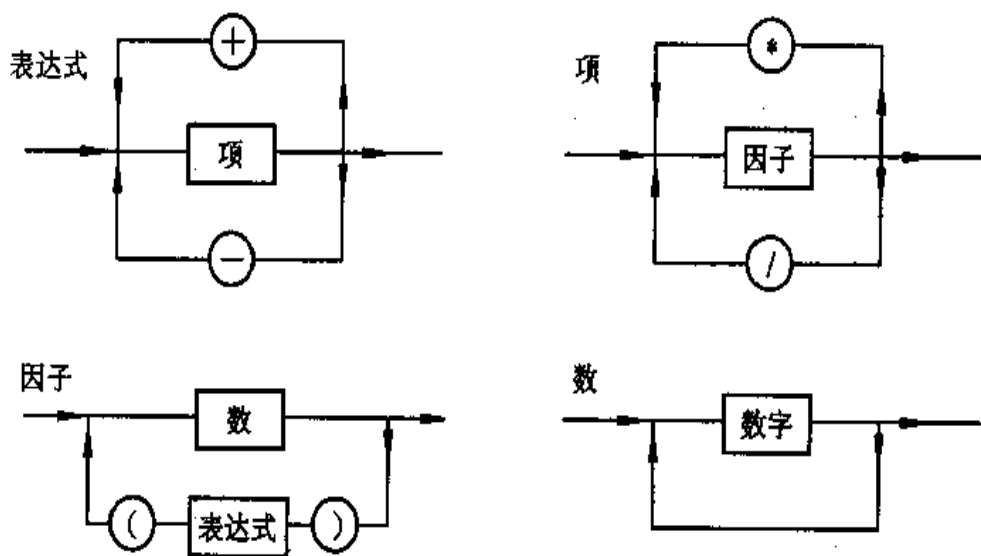 表达式
+
项
−
项
*
因子
/
因子
数
( 表达式 )
数
数字